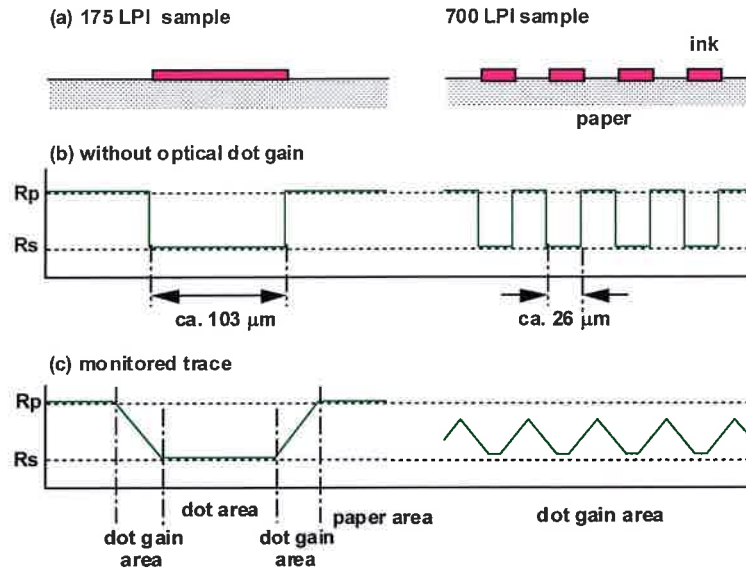 (a) 175 LPI sample
700 LPI sample
ink
paper
(b) without optical dot gain
Rp
Rs
ca. 103 μm
ca. 26 μm
(c) monitored trace
Rp
Rs
dot area
paper area
dot gain area
dot gain
area
dot gain
area